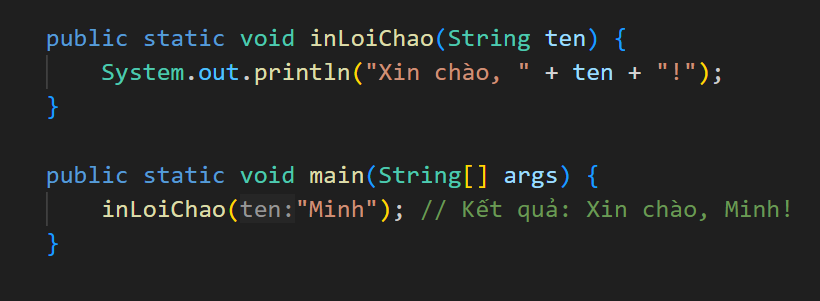 public static void inLoiChao(String ten) {
System.out.println("Xin chào, " + ten + "!");
}
public static void main(String[] args) {
inLoiChao(ten:"Minh"); // Kết quả: Xin chào, Minh!
}